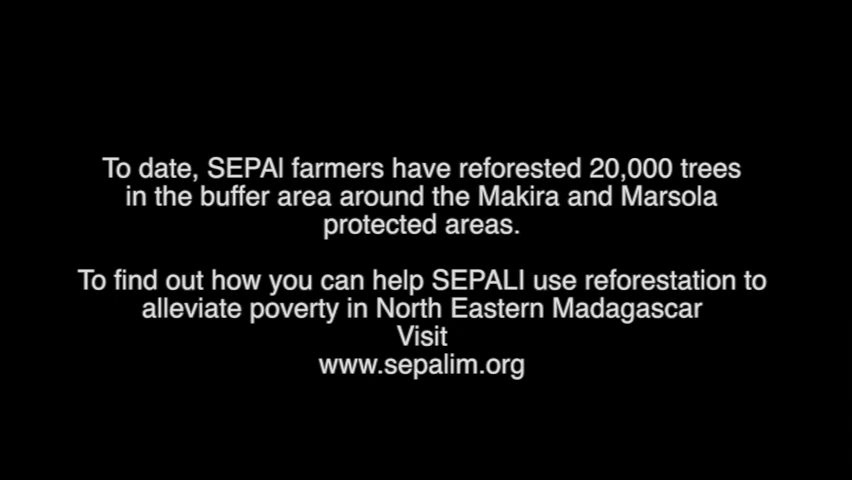 To date, SEPAl farmers have reforested 20,000 trees
in the buffer area around the Makira and Marsola
protected areas.
To find out how you can help SEPALI use reforestation to
alleviate poverty in North Eastern Madagascar
Visit
www.sepalim.org